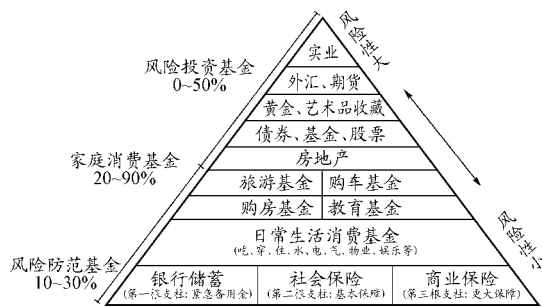 实业
外汇、期货
黄金、艺术品收藏
债券、基金、股票
房地产
旅游基金 购车基金
购房基金 教育基金
日常生活消费基金
(吃、穿、住、水、电、气、物业、娱乐等)
银行储蓄 社会保险 商业保险
(第一根支柱:紧急备用金) (第二根支柱:基本保障) (第三根支柱:更大保障)
风险投资基金
0~50%
家庭消费基金
20~90%
风险防范基金
10~30%
风险性大
风险性小